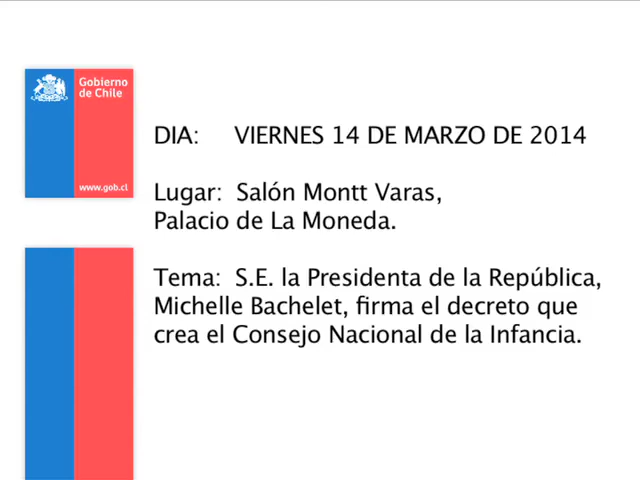 Gobierno
de Chile
www.gob.cl
DIA: VIERNES 14 DE MARZO DE 2014
Lugar: Salón Montt Varas,
Palacio de La Moneda.
Tema: S.E. la Presidenta de la República,
Michelle Bachelet, firma el decreto que
crea el Consejo Nacional de la Infancia.